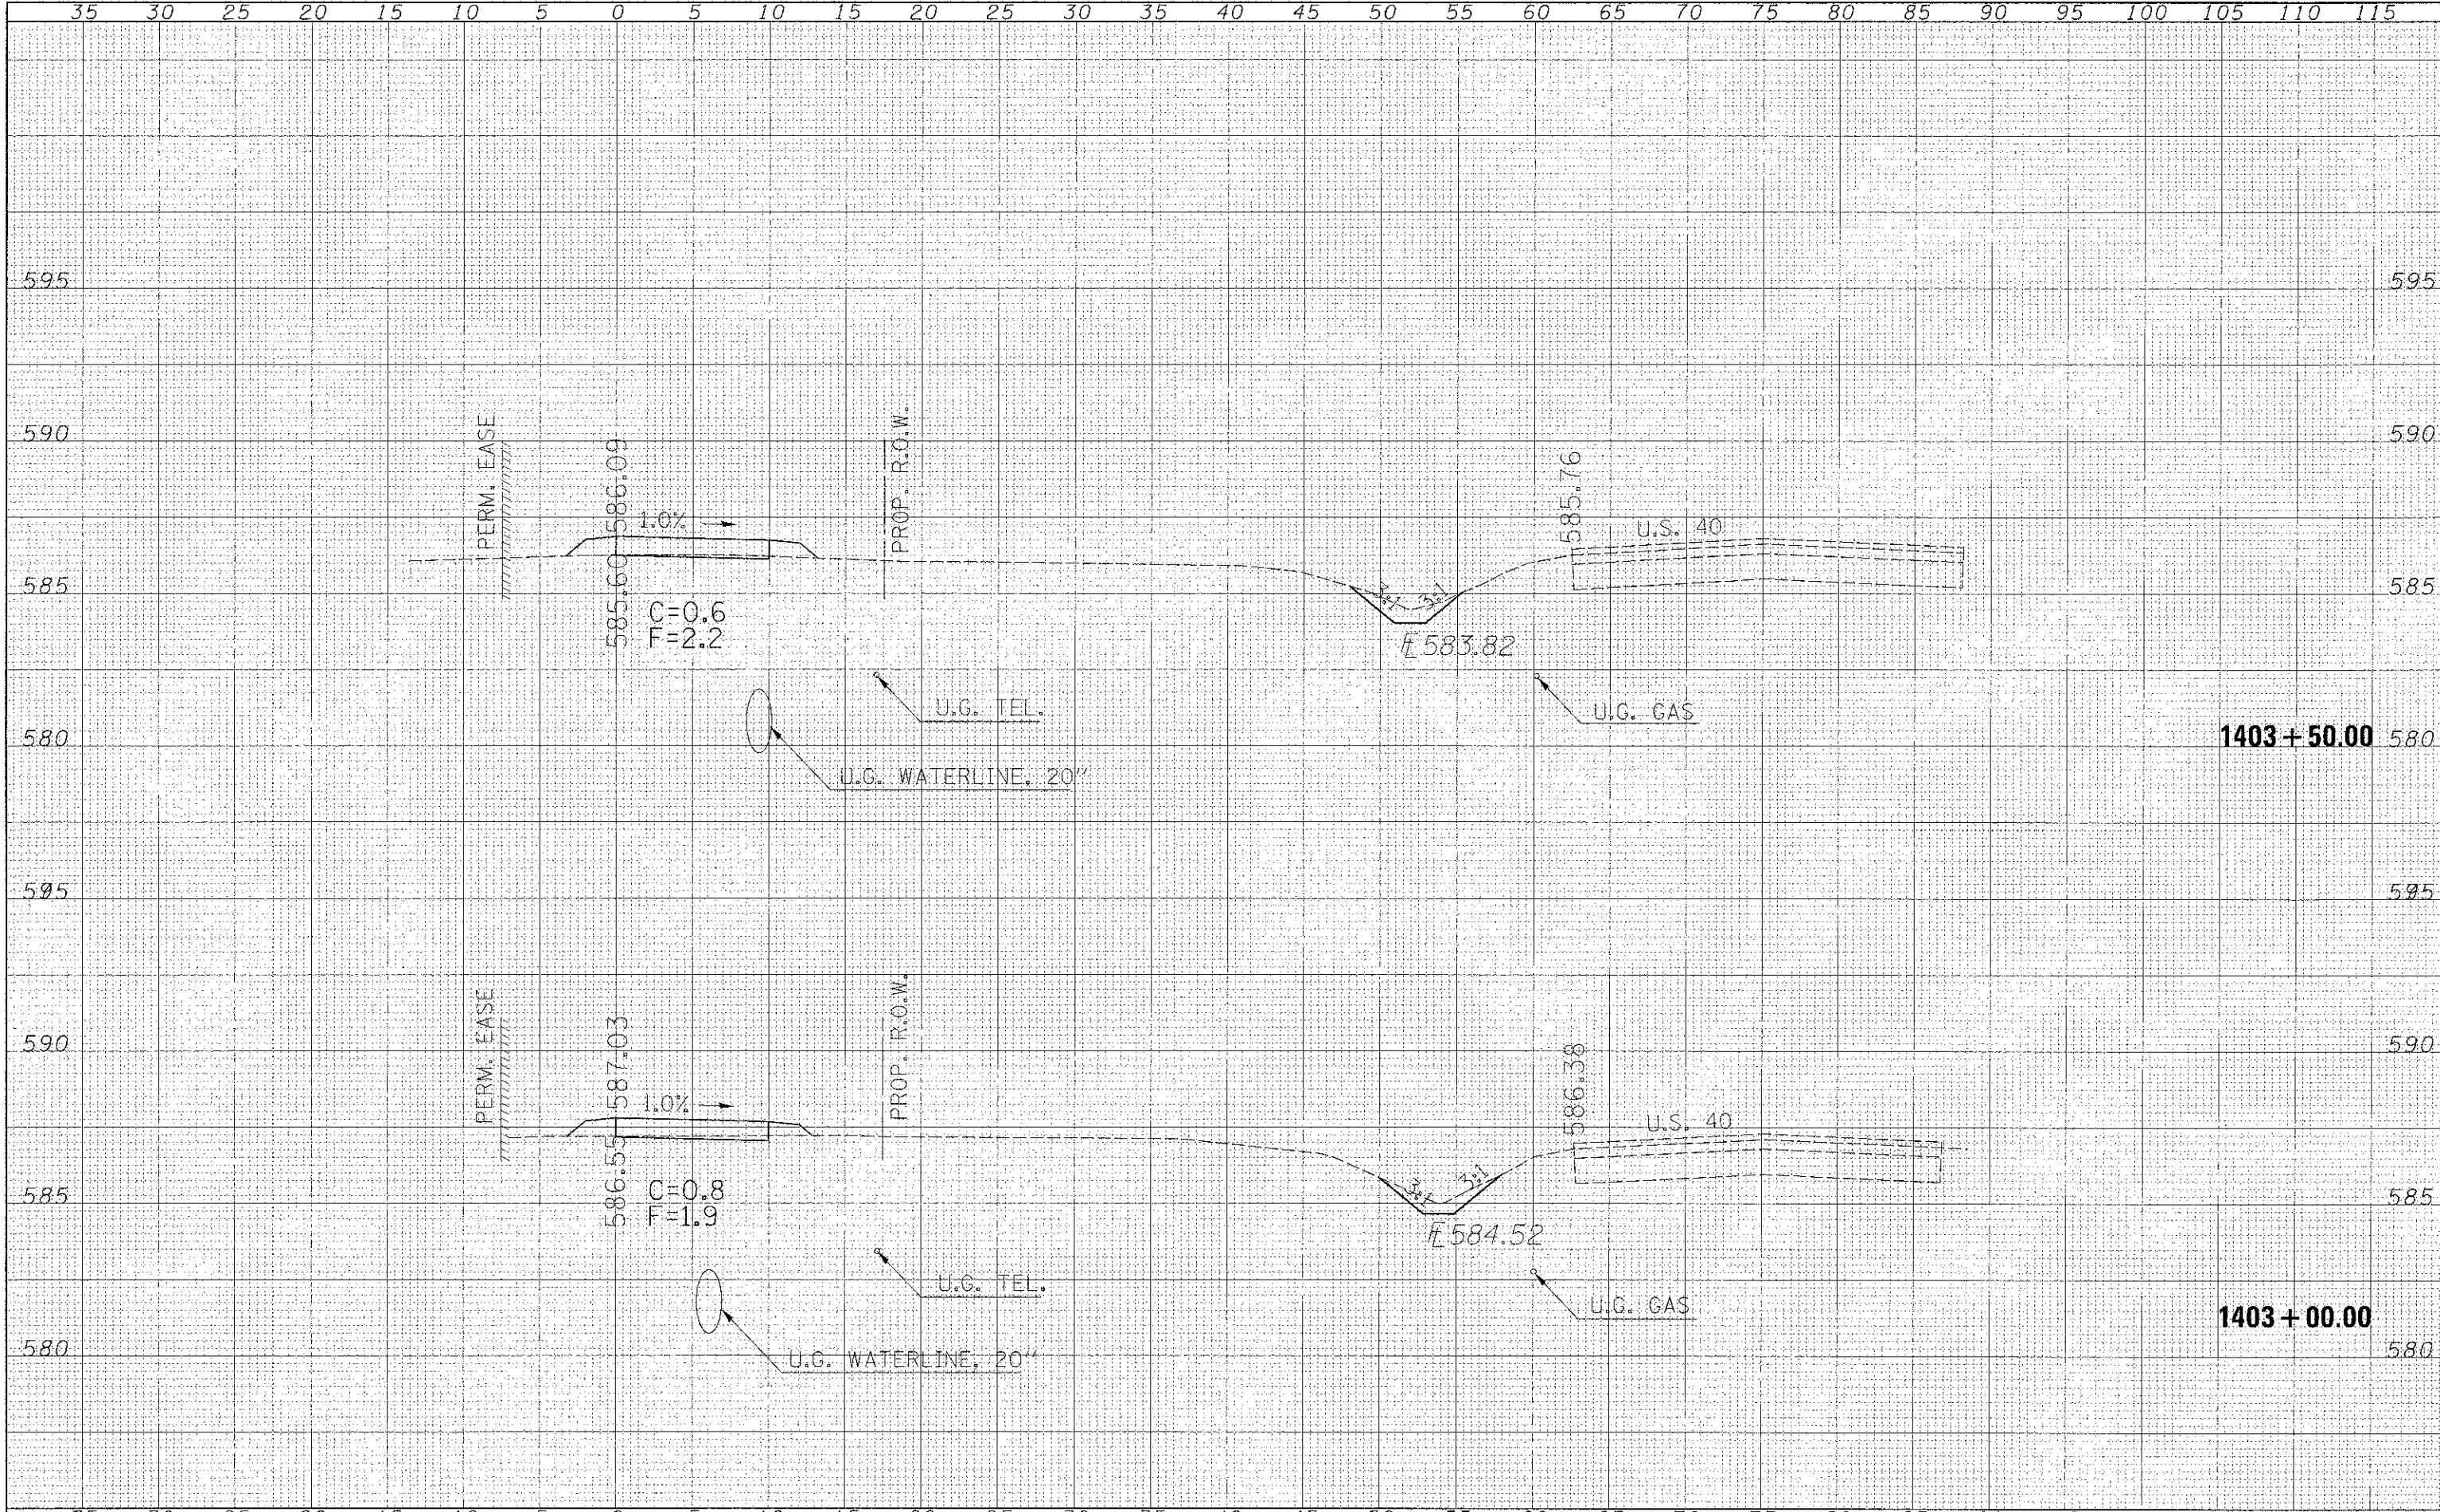 35 30 25 20 15 10 5 0 5 10 15 20 25 30 35 40 45 50 55 60 65 70 75 80 85 90 95 100 105 110 115
595 595
590 590
PERM. EASE
586.09
585.60
1.0%
PROP. R.O.W.
585.76
U.S. 40
585 585
C=0.6
F=2.2
3:1 3:1
FL 583.82
U.G. TEL.
U.G. GAS
580 1403+50.00 580
U.G. WATERLINE, 20"
590 590
PERM. EASE
587.03
586.55
1.0%
PROP. R.O.W.
586.38
U.S. 40
585 585
C=0.8
F=1.9
3:1 3:1
FL 584.52
U.G. TEL.
U.G. GAS
1403+00.00
580 580
U.G. WATERLINE, 20"